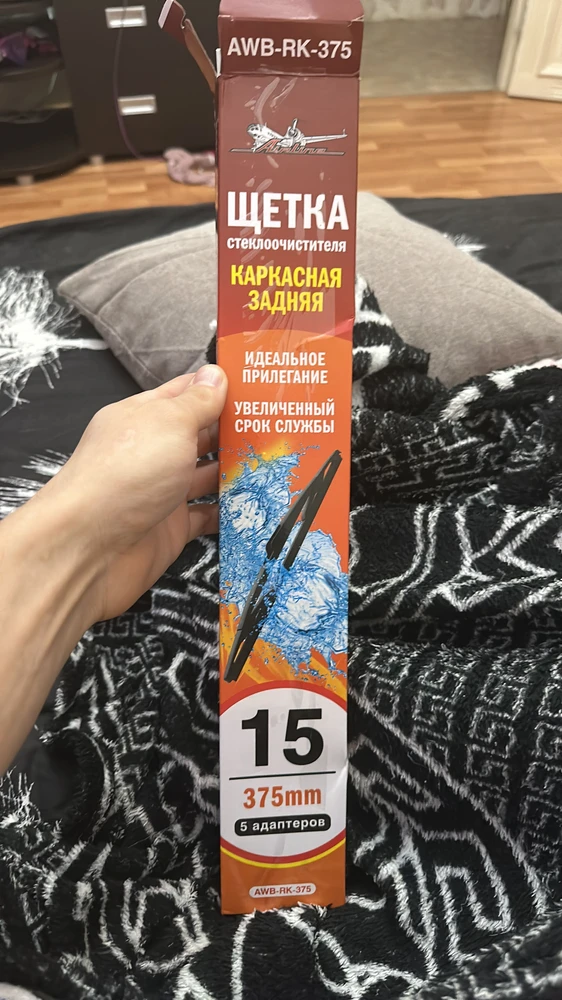 AWB-RK-375
Airline
ЩЕТКА
стеклоочистителя
КАРКАСНАЯ
ЗАДНЯЯ
ИДЕАЛЬНОЕ
ПРИЛЕГАНИЕ
УВЕЛИЧЕННЫЙ
СРОК СЛУЖБЫ
15
375mm
5 адаптеров
AWB-RK-375